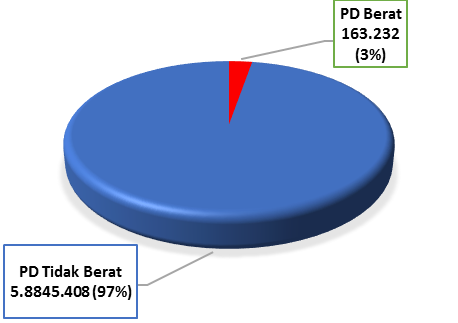 PD Berat
163.232
(3%)
PD Tidak Berat
5.8845.408 (97%)